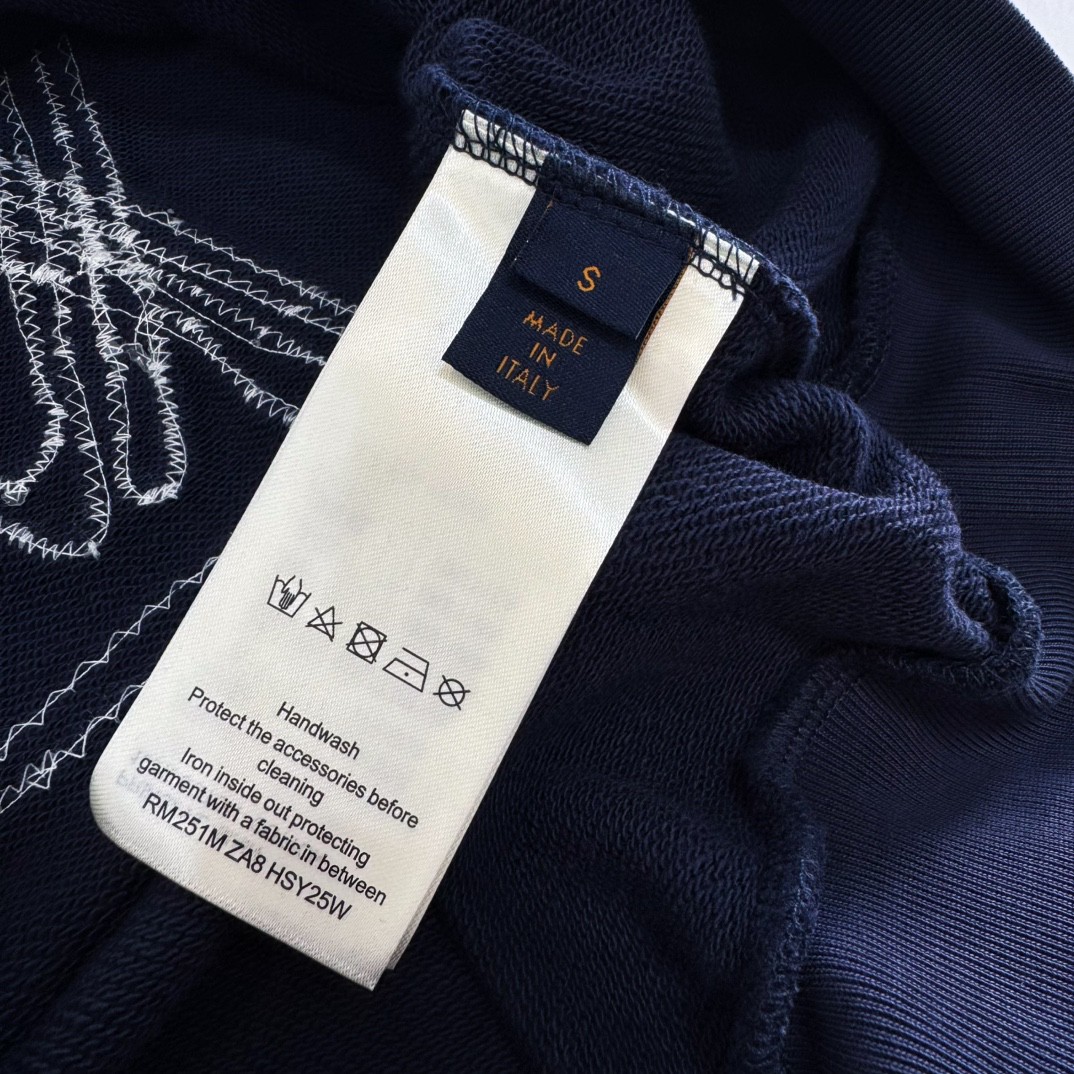 S
MADE
IN
ITALY
Handwash
Protect the accessories before
cleaning
Iron inside out protecting
garment with a fabric in between
RM251M ZA8 HSY25W